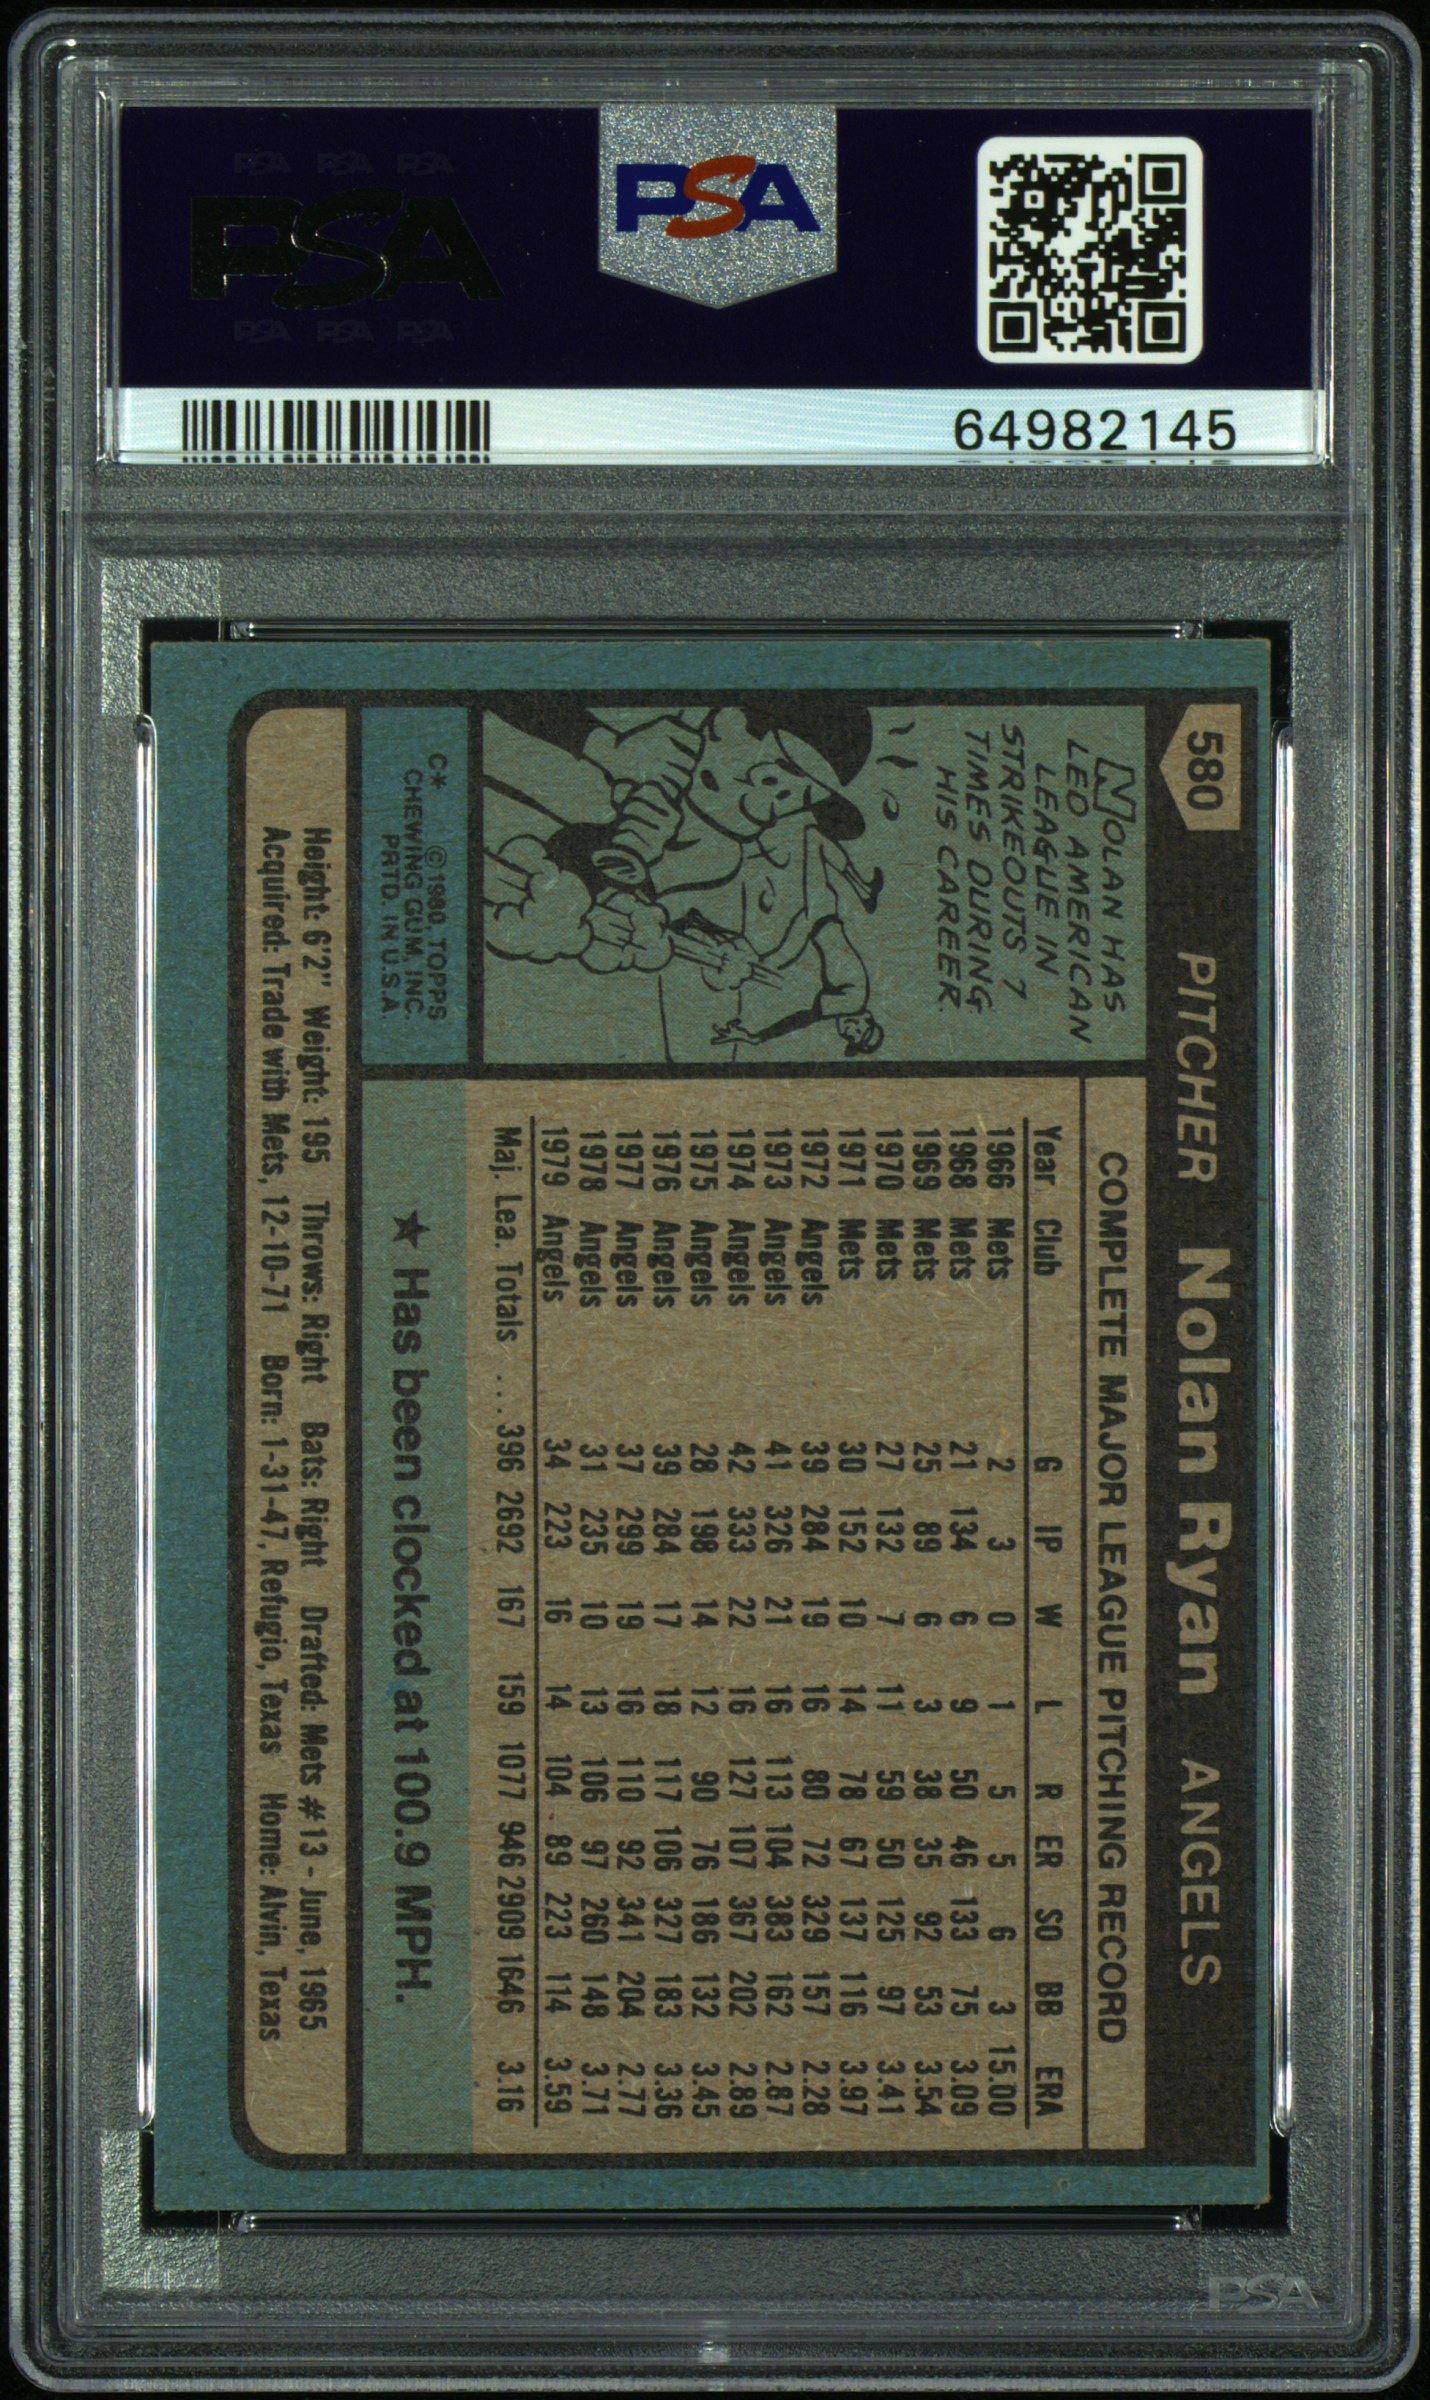 PSA PSA PSA
PSA
PSA PSA PSA
PSA
64982145
580
PITCHER Nolan Ryan ANGELS
NOLAN HAS
LED AMERICAN
LEAGUE IN
STRIKEOUTS 7
TIMES DURING
HIS CAREER.
C* © 1980, TOPPS
CHEWING GUM, INC.
PRTD. IN U.S.A.
COMPLETE MAJOR LEAGUE PITCHING RECORD
Year Club G IP W L R ER SO BB ERA
1966 Mets 2 3 0 1 5 5 6 3 15.00
1968 Mets 21 134 6 9 50 46 133 75 3.09
1969 Mets 25 89 6 3 38 35 92 53 3.54
1970 Mets 27 132 7 11 59 50 125 97 3.41
1971 Mets 30 152 10 14 78 67 137 116 3.97
1972 Angels 39 284 19 16 80 72 329 157 2.28
1973 Angels 41 326 21 16 113 104 383 162 2.87
1974 Angels 42 333 22 16 127 107 367 202 2.89
1975 Angels 28 198 14 12 90 76 186 132 3.45
1976 Angels 39 284 17 18 117 106 327 183 3.36
1977 Angels 37 299 19 16 110 92 341 204 2.77
1978 Angels 31 235 10 13 106 97 260 148 3.71
1979 Angels 34 223 16 14 104 89 223 114 3.59
Maj. Lea. Totals ... 396 2692 167 159 1077 946 2909 1646 3.16
★ Has been clocked at 100.9 MPH.
Height: 6'2" Weight: 195 Throws: Right Bats: Right Drafted: Mets #13 - June, 1965
Acquired: Trade with Mets, 12-10-71 Born: 1-31-47, Refugio, Texas Home: Alvin, Texas
PSA